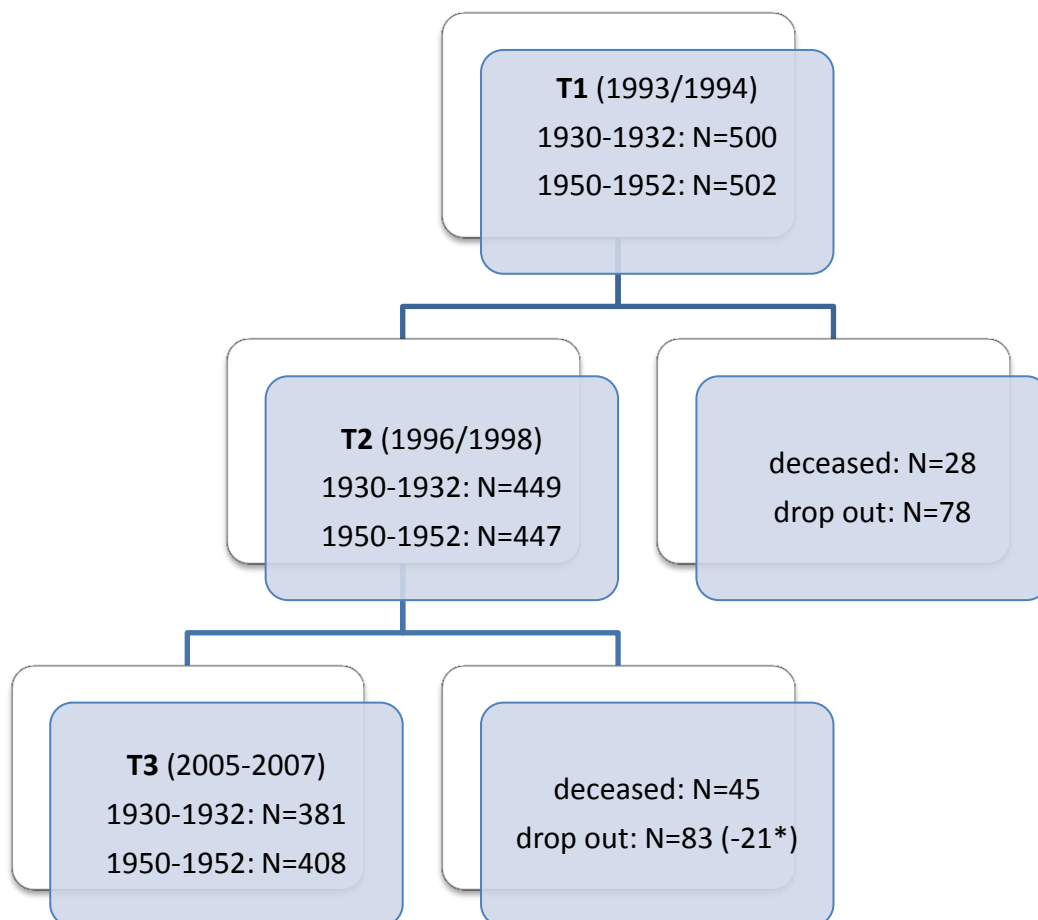 T1 (1993/1994)
1930-1932: N=500
1950-1952: N=502
T2 (1996/1998)
1930-1932: N=449
1950-1952: N=447
deceased: N=28
drop out: N=78
T3 (2005-2007)
1930-1932: N=381
1950-1952: N=408
deceased: N=45
drop out: N=83 (-21*)